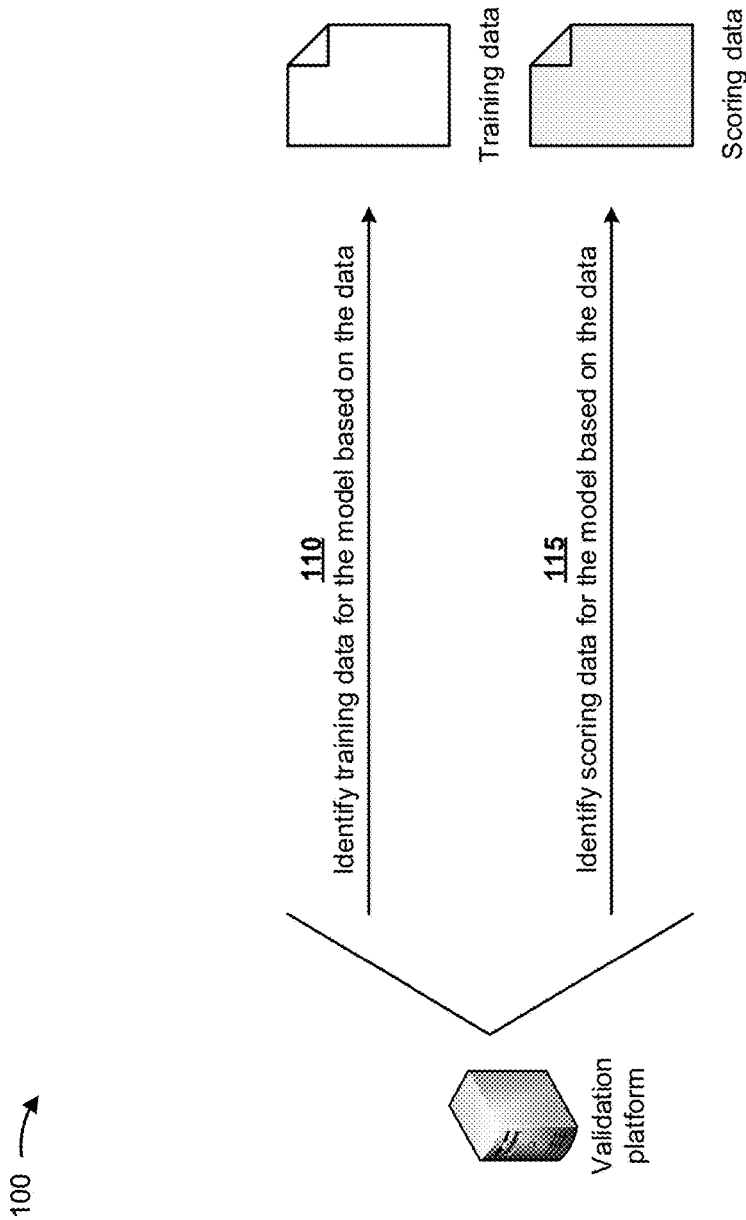 100
110
Identify training data for the model based on the data
Training data
115
Identify scoring data for the model based on the data
Scoring data
Validation
platform